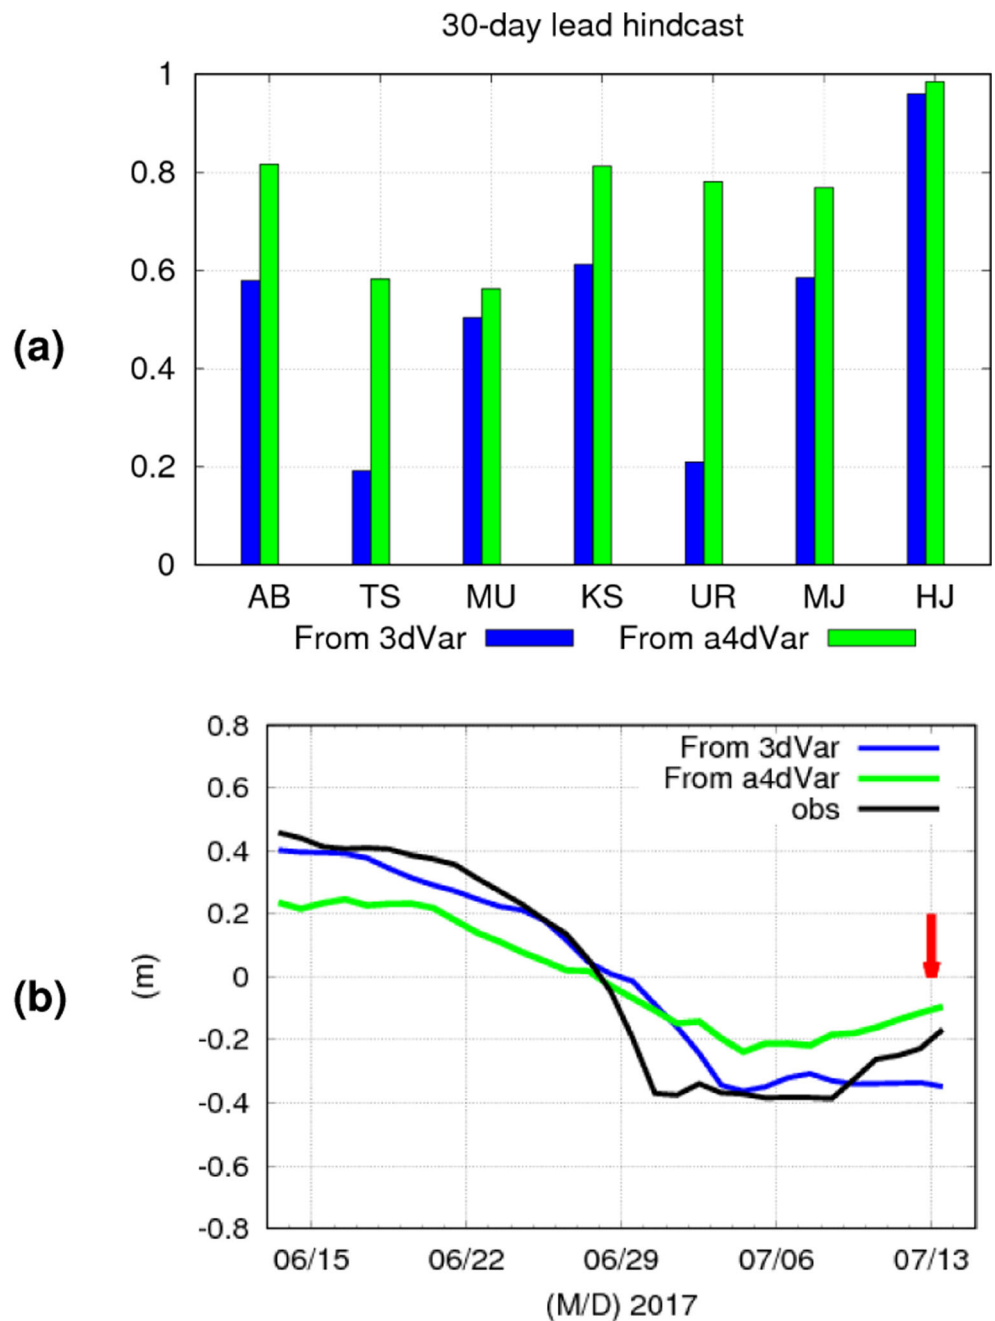 30-day lead hindcast
1
0.8
0.6
(a)
0.4
0.2
0
AB TS MU KS UR MJ HJ
From 3dVar From a4dVar
0.8
From 3dVar
0.6
From a4dVar
obs
0.4
0.2
(b)
(m)
0
-0.2
-0.4
-0.6
-0.8
06/15 06/22 06/29 07/06 07/13
(M/D) 2017